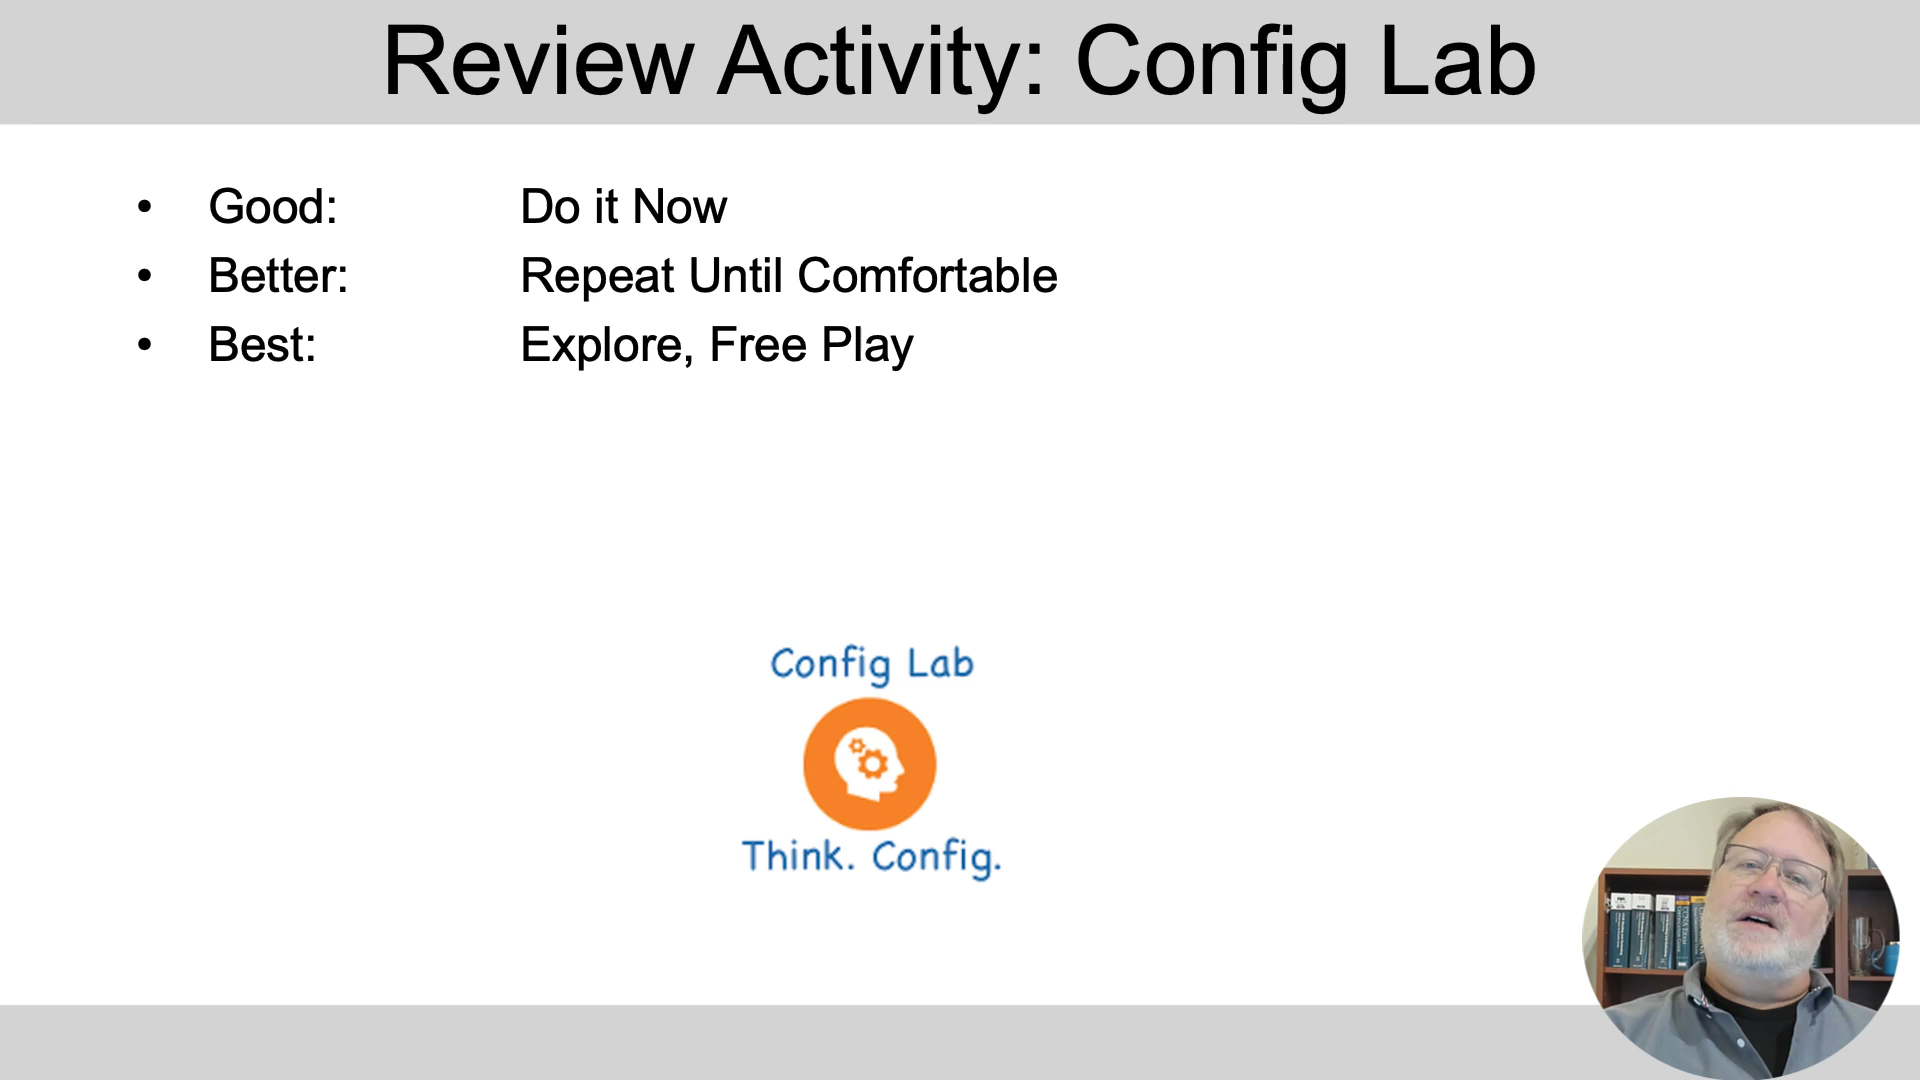 Review Activity: Config Lab
• Good: Do it Now
• Better: Repeat Until Comfortable
• Best: Explore, Free Play
Config Lab
Think. Config.